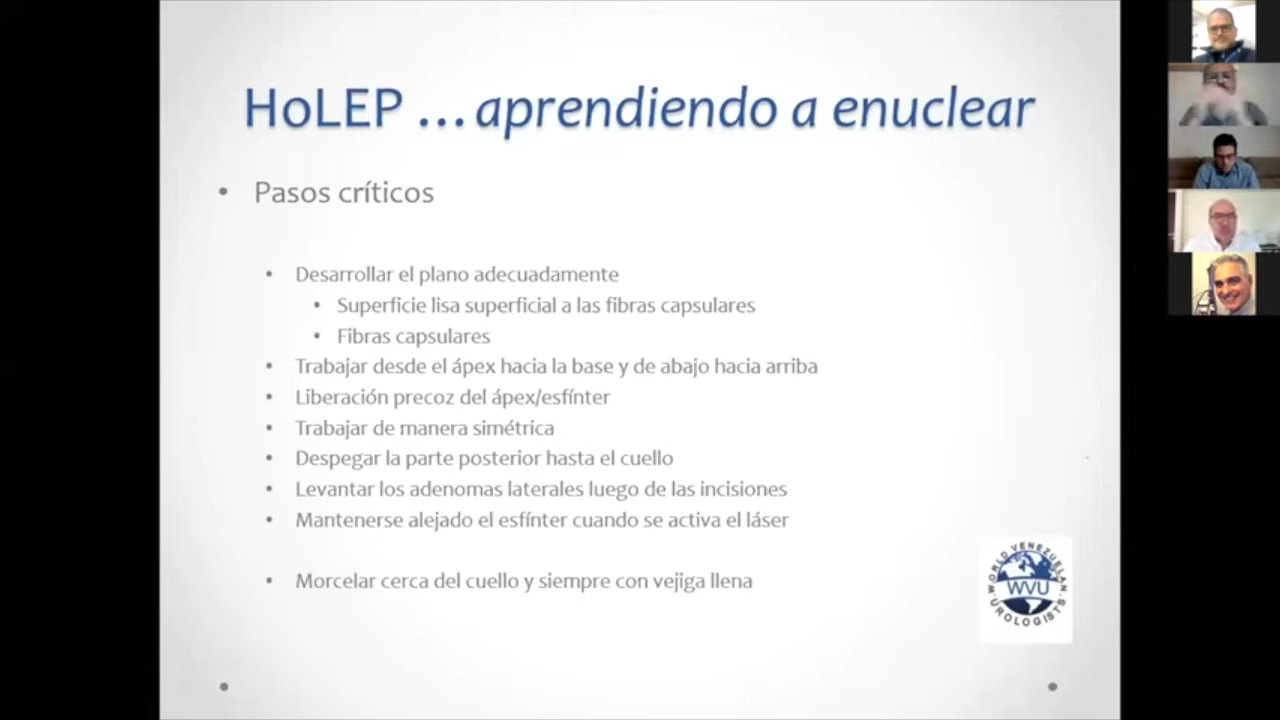 HoLEP ...aprendiendo a enuclear
• Pasos críticos
• Desarrollar el plano adecuadamente
• Superficie lisa superficial a las fibras capsulares
• Fibras capsulares
• Trabajar desde el ápex hacia la base y de abajo hacia arriba
• Liberación precoz del ápex/esfínter
• Trabajar de manera simétrica
• Despegar la parte posterior hasta el cuello
• Levantar los adenomas laterales luego de las incisiones
• Mantenerse alejado el esfínter cuando se activa el láser
• Morcelar cerca del cuello y siempre con vejiga llena
WORLD VENEZUELAN
WVU
UROLOGISTS